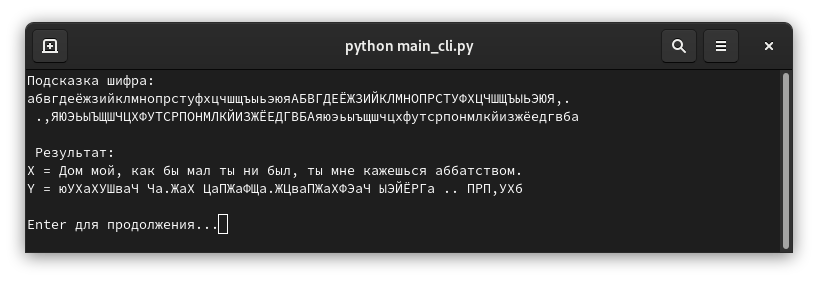 python main_cli.py
Подсказка шифра:
абвгдеёжзийклмнопрстуфхцчшщъыьэюяАБВГДЕЁЖЗИЙКЛМНОПРСТУФХЦЧШЩЪЫЬЭЮЯ,.
.,ЯЮЭЬЫЪЩШЧЦХФУТСРПОНМЛКЙИЗЖЁЕДГВБАяюэьыъщшчцхфутсрпонмлкйизжёедгвба
Результат:
X = Дом мой, как бы мал ты ни был, ты мне кажешься аббатством.
Y = юУХаХУШваЧ Ча.ЖаХ ЦаПЖаФЩа.ЖЦваПЖаХФЭаЧ ЫЭЙЁРГа .. ПРП,УХб
Enter для продолжения...